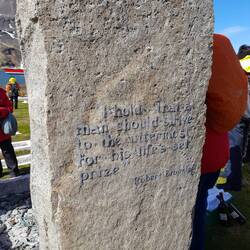 I hold that a
man should strive
to the uttermost
for his life's set
prize
Robert Browning